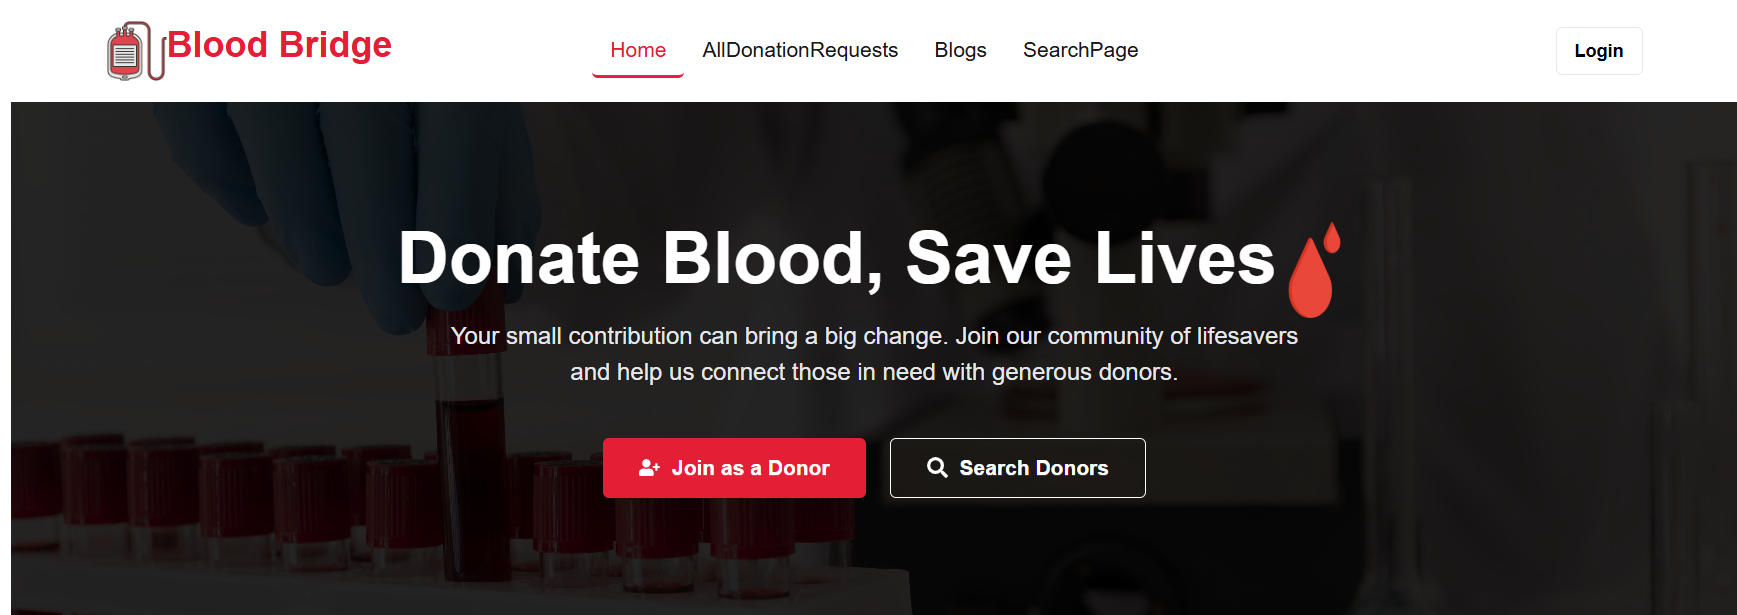 Blood Bridge
Home
AllDonationRequests
Blogs
SearchPage
Login
Donate Blood, Save Lives
Your small contribution can bring a big change. Join our community of lifesavers
and help us connect those in need with generous donors.
Join as a Donor
Search Donors